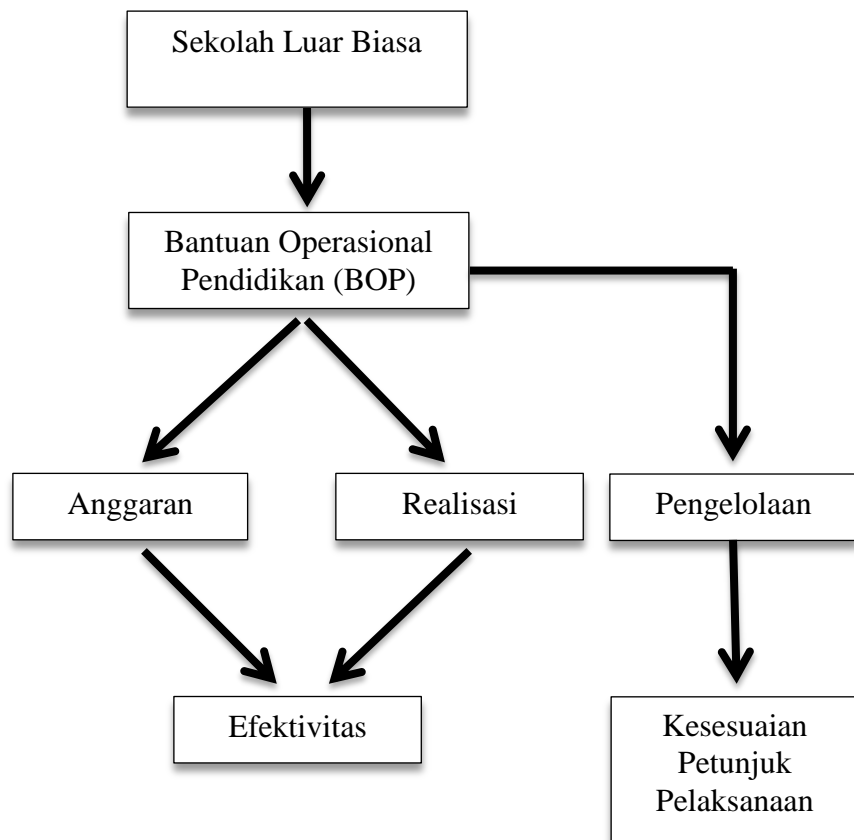 Sekolah Luar Biasa
Bantuan Operasional
Pendidikan (BOP)
Anggaran
Realisasi
Pengelolaan
Efektivitas
Kesesuaian
Petunjuk
Pelaksanaan